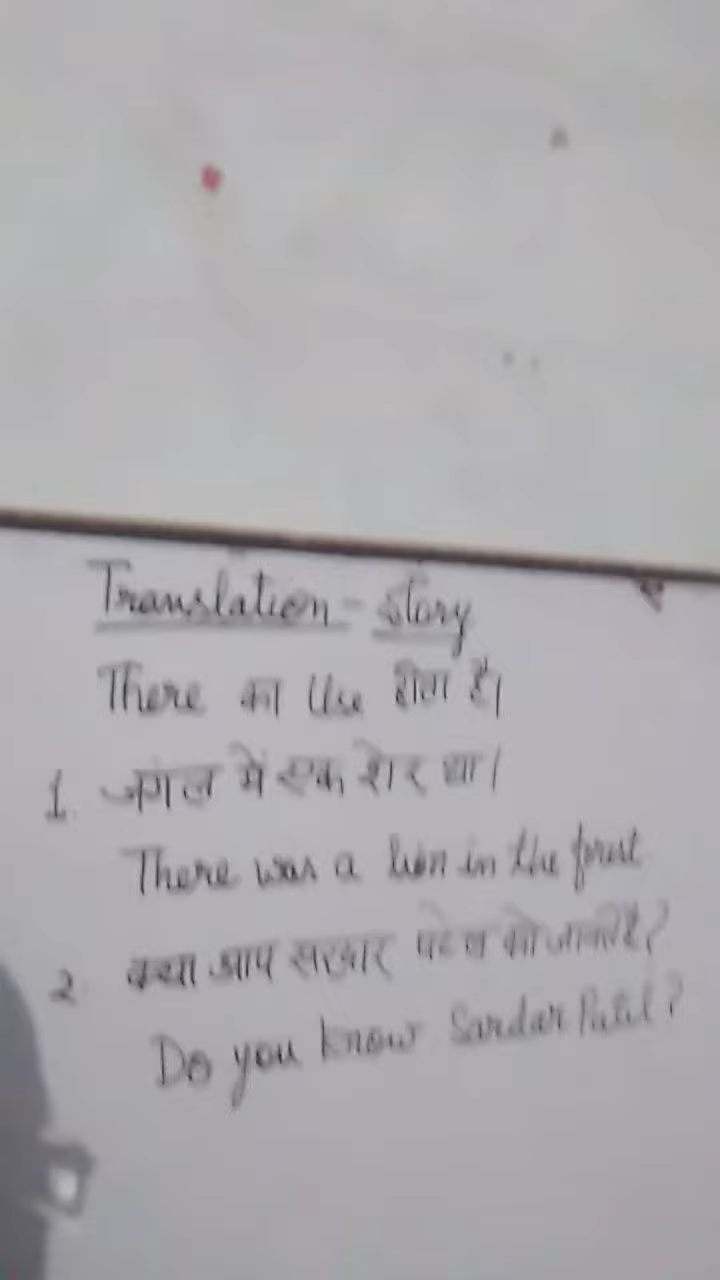 Translation - Story
There का Use होता है।
1. जंगल में एक शेर था।
There was a lion in the forest
2. क्या आप सरदार पटेल को जानते है?
Do you know Sardar Patel?